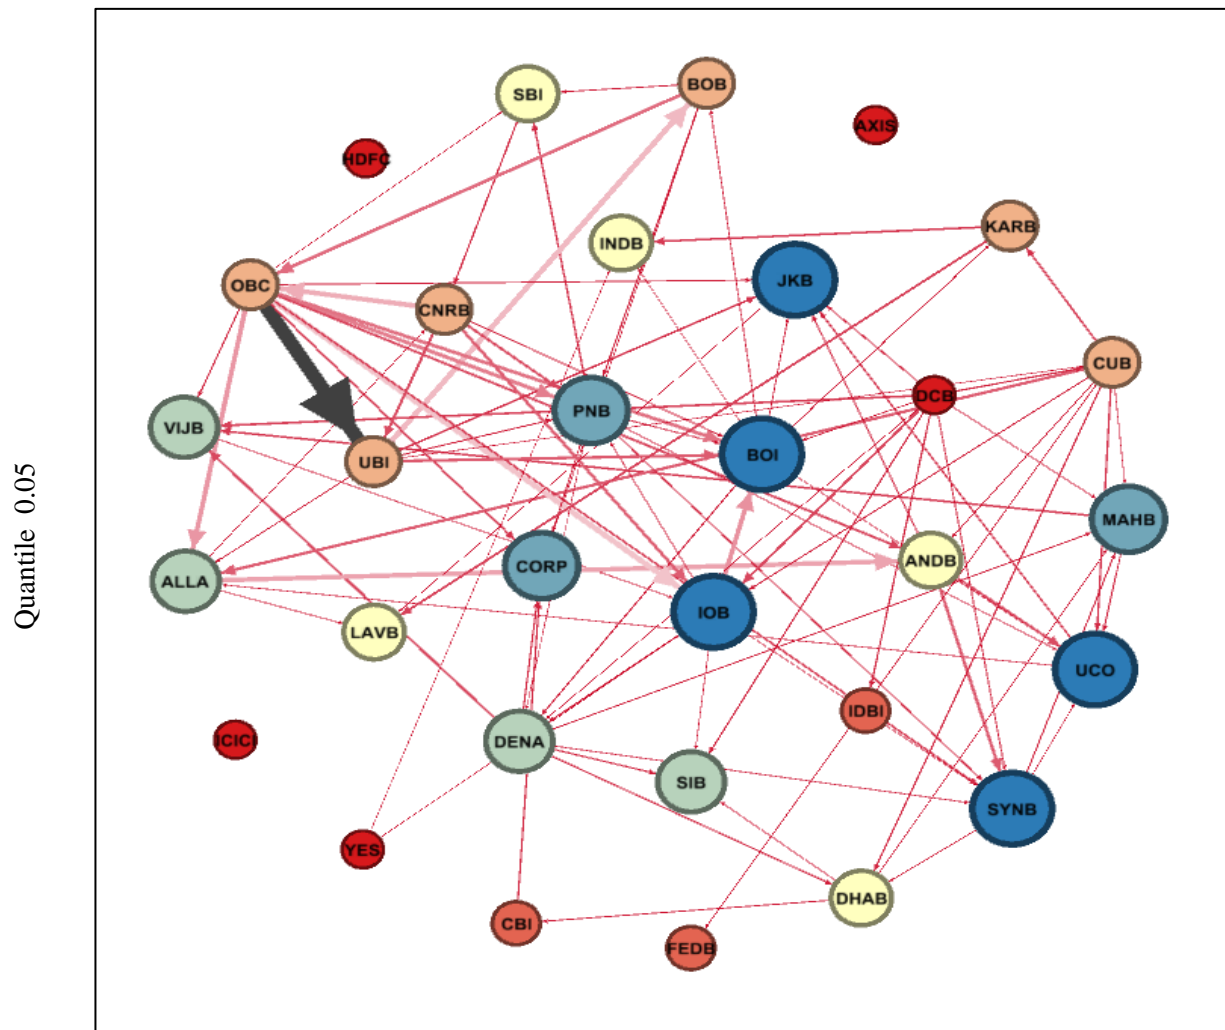 Quantile 0.05
BOB
SBI
AXIS
HDFC
KARB
INDB
JKB
OBC
CNRB
CUB
DCB
PNB
VIJB
BOI
UBI
MAHB
ANDB
CORP
ALLA
IOB
LAVB
UCO
IDBI
ICICI
DENA
SIB
SYNB
YES
DHAB
CBI
FEDB